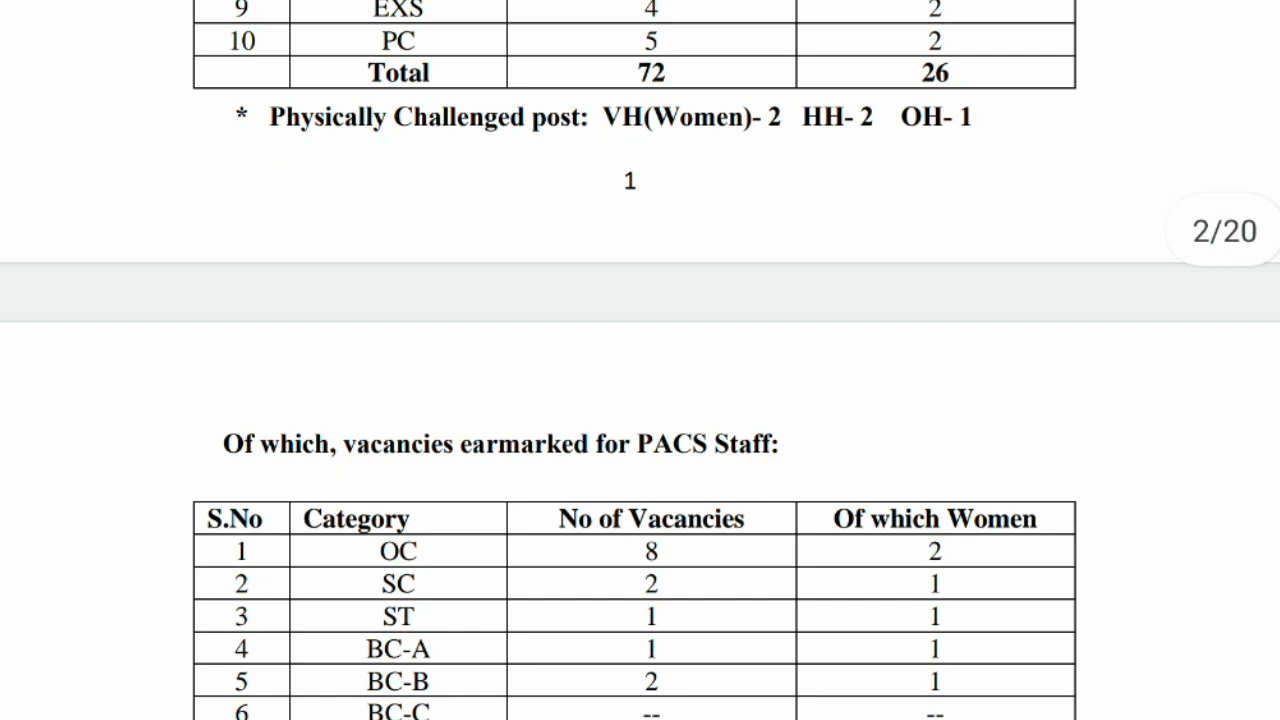 9 EXS 4 2
10 PC 5 2
Total 72 26
* Physically Challenged post: VH(Women)- 2 HH- 2 OH- 1
1
2/20
Of which, vacancies earmarked for PACS Staff:
S.No Category No of Vacancies Of which Women
1 OC 8 2
2 SC 2 1
3 ST 1 1
4 BC-A 1 1
5 BC-B 2 1
6 BC-C -- --